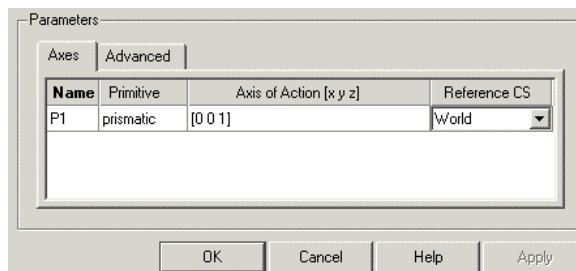 Parameters
Axes Advanced
Name Primitive Axis of Action [x y z] Reference CS
P1 prismatic [0 0 1] World
OK Cancel Help Apply